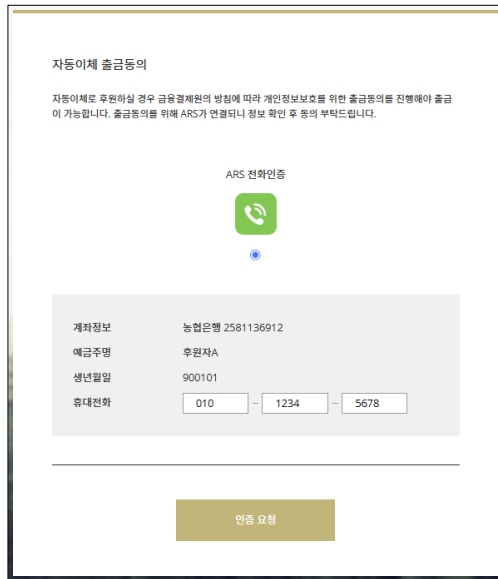 자동이체 출금동의
자동이체로 후원하실 경우 금융결제원의 방침에 따라 개인정보보호를 위한 출금동의를 진행해야 출금
이 가능합니다. 출금동의를 위해 ARS가 연결되니 정보 확인 후 동의 부탁드립니다.
ARS 전화인증
계좌정보 농협은행 2581136912
예금주명 후원자A
생년월일 900101
휴대전화 010 – 1234 – 5678
인증 요청